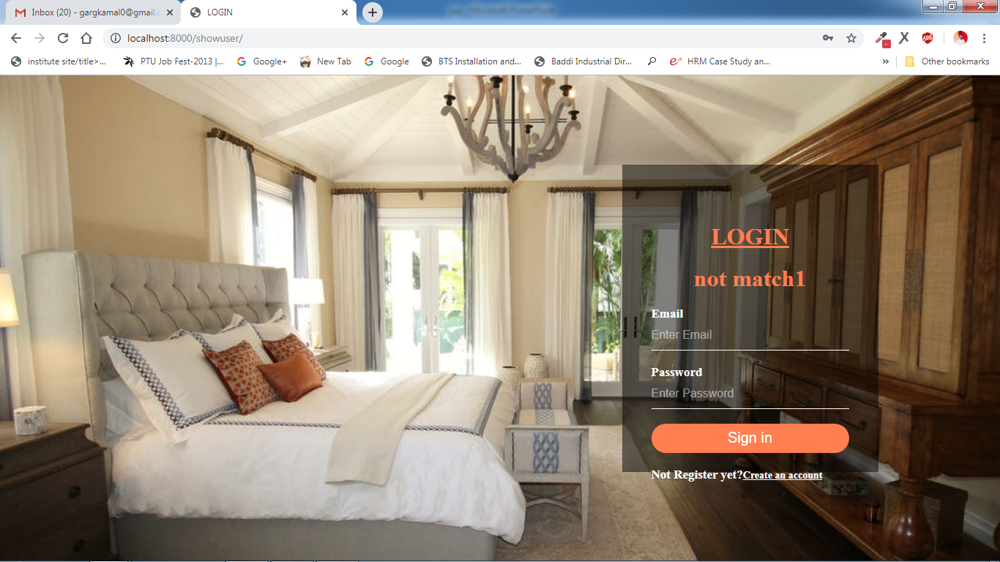 Inbox (20) - gargkamal0@gmail.c
LOGIN
localhost:8000/showuser/
institute site/title>...
PTU Job Fest-2013 |...
Google+
New Tab
Google
BTS Installation and...
Baddi Industrial Dir...
HRM Case Study an...
»
Other bookmarks
LOGIN
not match1
Email
Enter Email
Password
Enter Password
Sign in
Not Register yet?Create an account